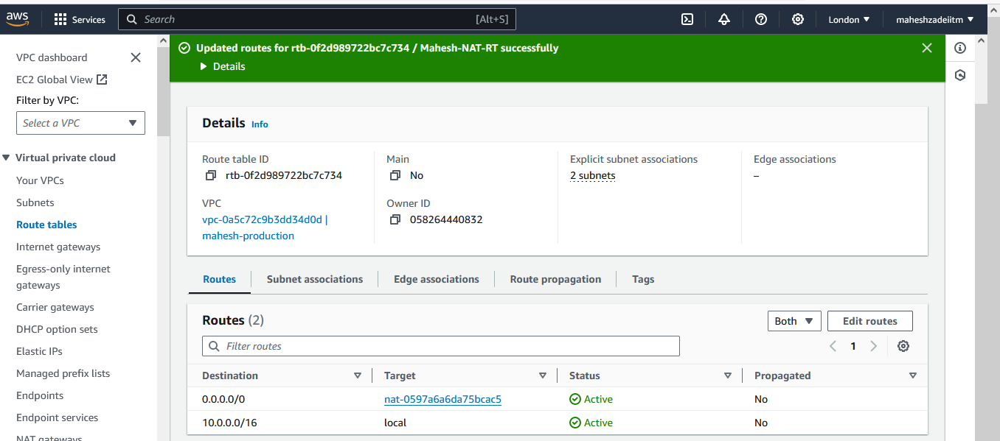 aws
Services
Search [Alt+S]
London
maheshzadeiitm
VPC dashboard
EC2 Global View
Filter by VPC:
Select a VPC
Virtual private cloud
Your VPCs
Subnets
Route tables
Internet gateways
Egress-only internet
gateways
Carrier gateways
DHCP option sets
Elastic IPs
Managed prefix lists
Endpoints
Endpoint services
NAT gateways
Updated routes for rtb-0f2d989722bc7c734 / Mahesh-NAT-RT successfully
Details
Details Info
Route table ID
rtb-0f2d989722bc7c734
Main
No
Explicit subnet associations
2 subnets
Edge associations
–
VPC
vpc-0a5c72c9b3dd34d0d |
mahesh-production
Owner ID
058264440832
Routes Subnet associations Edge associations Route propagation Tags
Routes (2)
Both Edit routes
Filter routes
1
Destination Target Status Propagated
0.0.0.0/0 nat-0597a6a6da75bcac5 Active No
10.0.0.0/16 local Active No